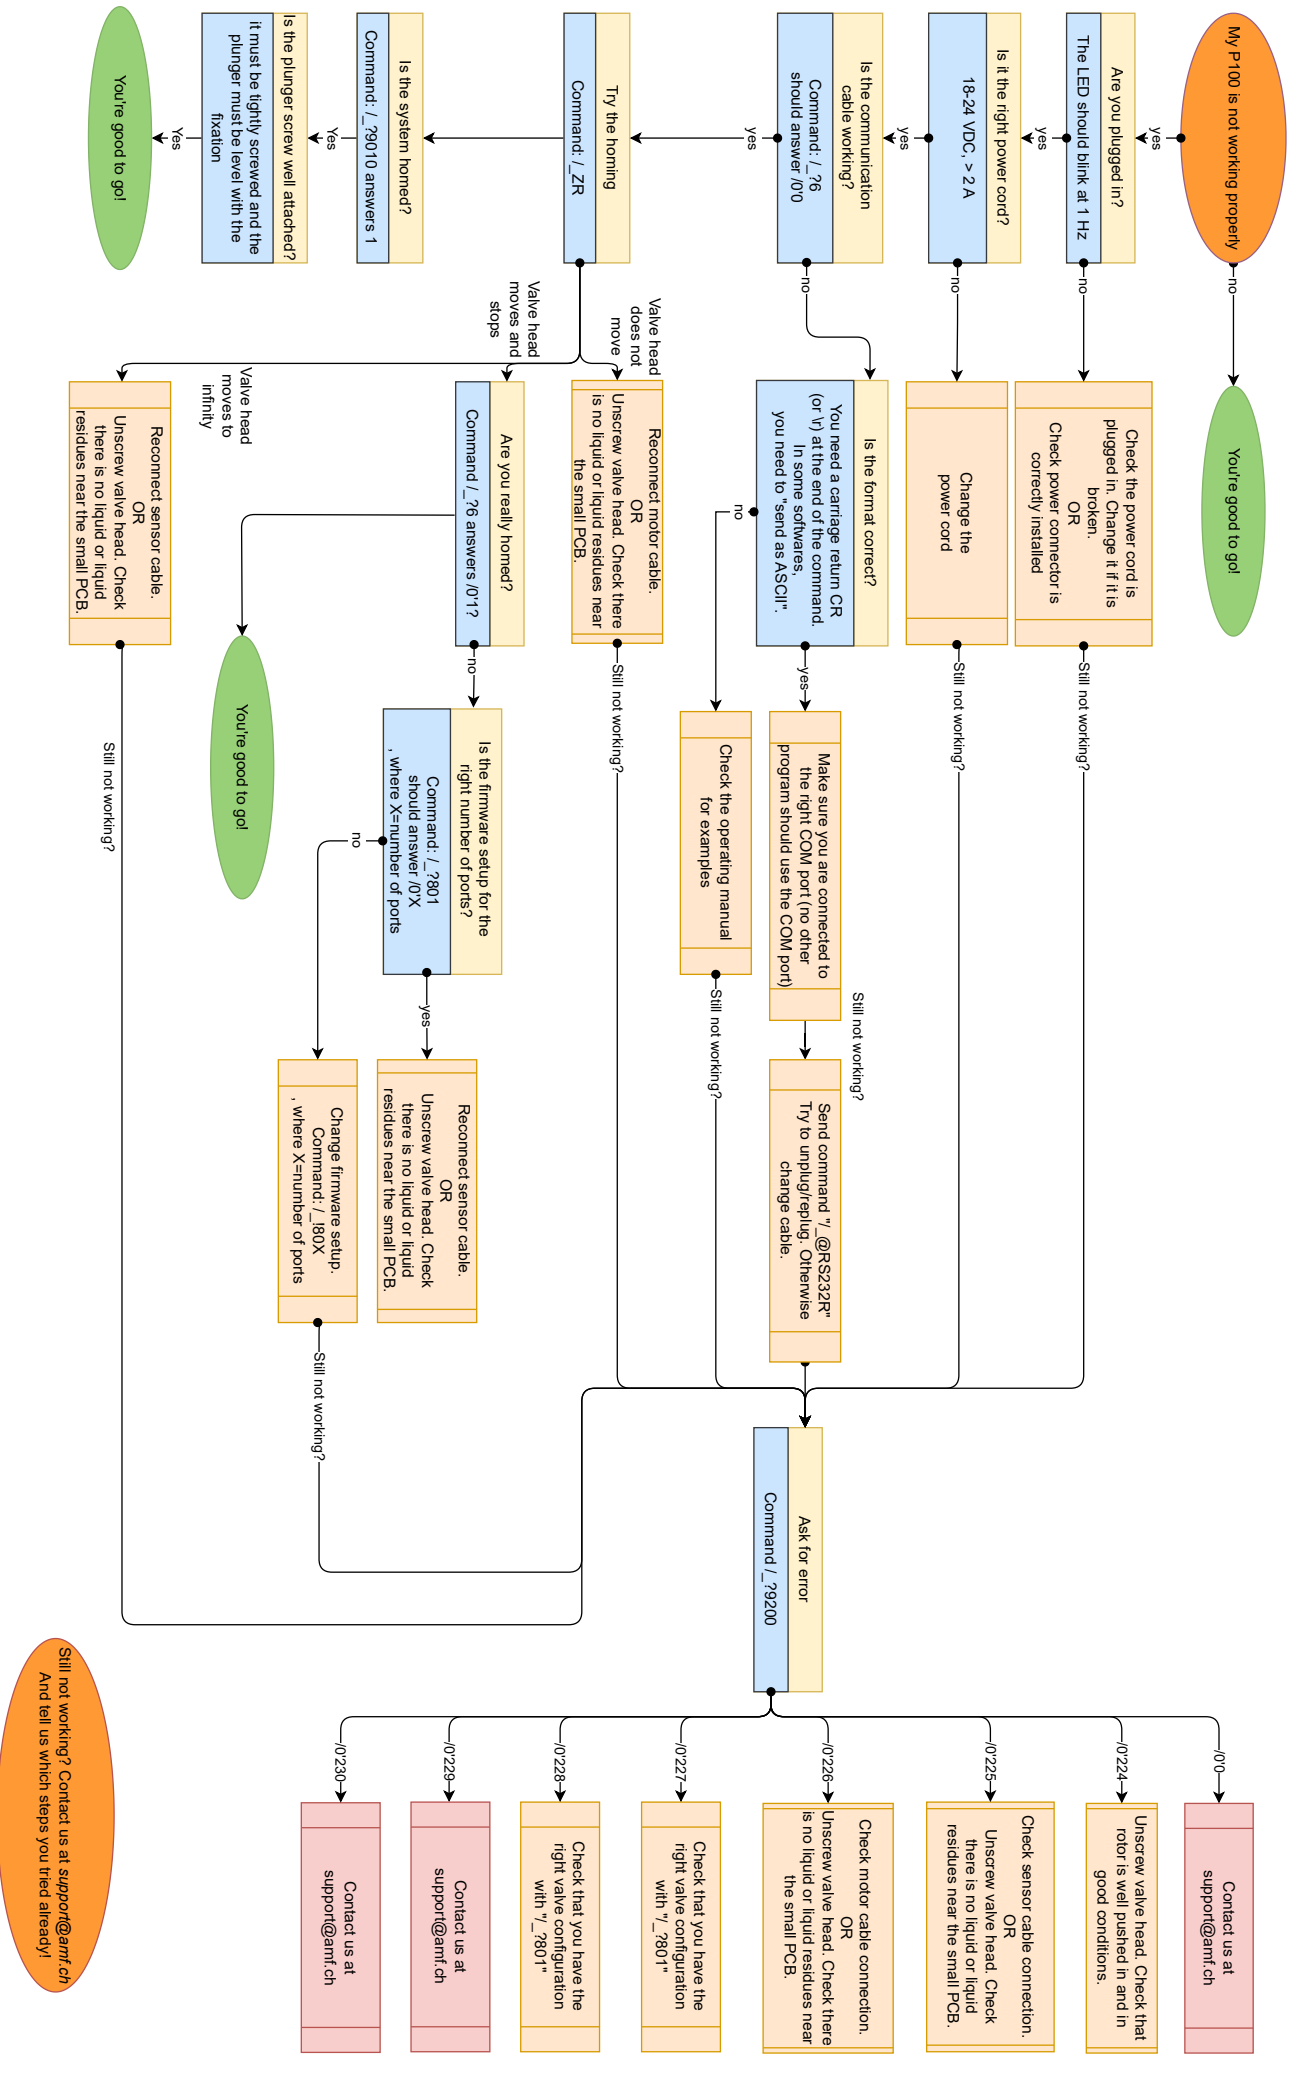 My P100 is not working properly
no
You're good to go!
yes
Are you plugged in?
The LED should blink at 1 Hz
no
Check the power cord is
plugged in. Change it if it is
broken.
OR
Check power connector is
correctly installed
Still not working?
yes
Is it the right power cord?
18-24 VDC, > 2 A
no
Change the
power cord
Still not working?
yes
Is the communication
cable working?
Command: /_?6
should answer /0'0
no
Is the format correct?
You need a carriage return CR
(or \r) at the end of the command.
In some softwares,
you need to "send as ASCII".
yes
Make sure you are connected to
the right COM port (no other
program should use the COM port)
Still not working?
Send command "/_@RS232R"
Try to unplug/replug. Otherwise
change cable.
no
Check the operating manual
for examples
Still not working?
yes
Try the homing
Command: /_ZR
Valve head
does not
move
Reconnect motor cable.
OR
Unscrew valve head. Check there
is no liquid or liquid residues near
the small PCB.
Still not working?
Valve head
moves and
stops
Are you really homed?
Command /_?6 answers /0'1?
no
Is the firmware setup for the
right number of ports?
Command: /_?801
should answer /0'X
, where X=number of ports
yes
Reconnect sensor cable.
OR
Unscrew valve head. Check
there is no liquid or liquid
residues near the small PCB.
no
Change firmware setup.
Command: /_!80X
, where X=number of ports
Still not working?
You're good to go!
Valve head
moves to
infinity
Reconnect sensor cable.
OR
Unscrew valve head. Check
there is no liquid or liquid
residues near the small PCB.
Still not working?
Is the system homed?
Command: /_?9010 answers 1
Yes
Is the plunger screw well attached?
it must be tightly screwed and the
plunger must be level with the
fixation
Yes
You're good to go!
Ask for error
Command /_?9200
/0'0
Contact us at
support@amf.ch
/0'224
Unscrew valve head. Check that
rotor is well pushed in and in
good conditions.
/0'225
Check sensor cable connection.
OR
Unscrew valve head. Check
there is no liquid or liquid
residues near the small PCB.
/0'226
Check motor cable connection.
OR
Unscrew valve head. Check there
is no liquid or liquid residues near
the small PCB.
/0'227
Check that you have the
right valve configuration
with "/_?801"
/0'228
Check that you have the
right valve configuration
with "/_?801"
/0'229
Contact us at
support@amf.ch
/0'230
Contact us at
support@amf.ch
Still not working? Contact us at support@amf.ch
And tell us which steps you tried already!